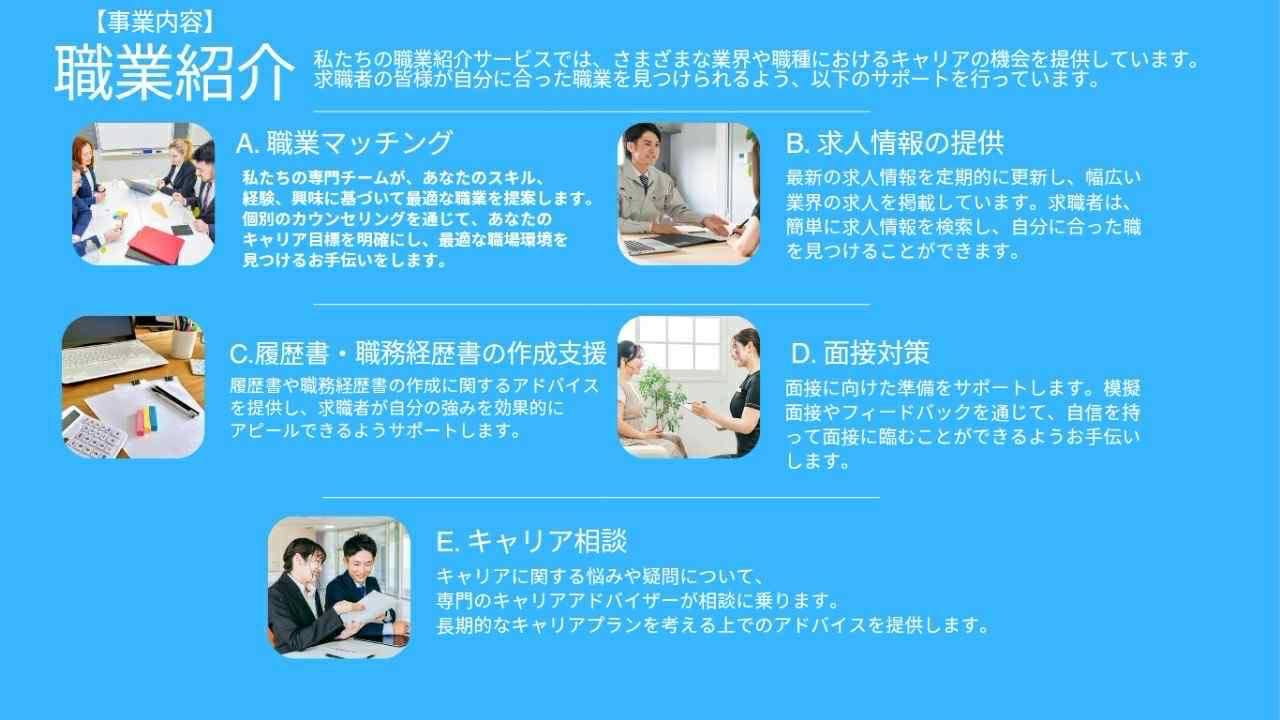 【事業内容】
職業紹介
私たちの職業紹介サービスでは、さまざまな業界や職種におけるキャリアの機会を提供しています。
求職者の皆様が自分に合った職業を見つけられるよう、以下のサポートを行っています。
A. 職業マッチング
私たちの専門チームが、あなたのスキル、
経験、興味に基づいて最適な職業を提案します。
個別のカウンセリングを通じて、あなたの
キャリア目標を明確にし、最適な職場環境を
見つけるお手伝いをします。
B. 求人情報の提供
最新の求人情報を定期的に更新し、幅広い
業界の求人を掲載しています。求職者は、
簡単に求人情報を検索し、自分に合った職
を見つけることができます。
C.履歴書・職務経歴書の作成支援
履歴書や職務経歴書の作成に関するアドバイス
を提供し、求職者が自分の強みを効果的に
アピールできるようサポートします。
D. 面接対策
面接に向けた準備をサポートします。模擬
面接やフィードバックを通じて、自信を持
って面接に臨むことができるようお手伝い
します。
E. キャリア相談
キャリアに関する悩みや疑問について、
専門のキャリアアドバイザーが相談に乗ります。
長期的なキャリアプランを考える上でのアドバイスを提供します。